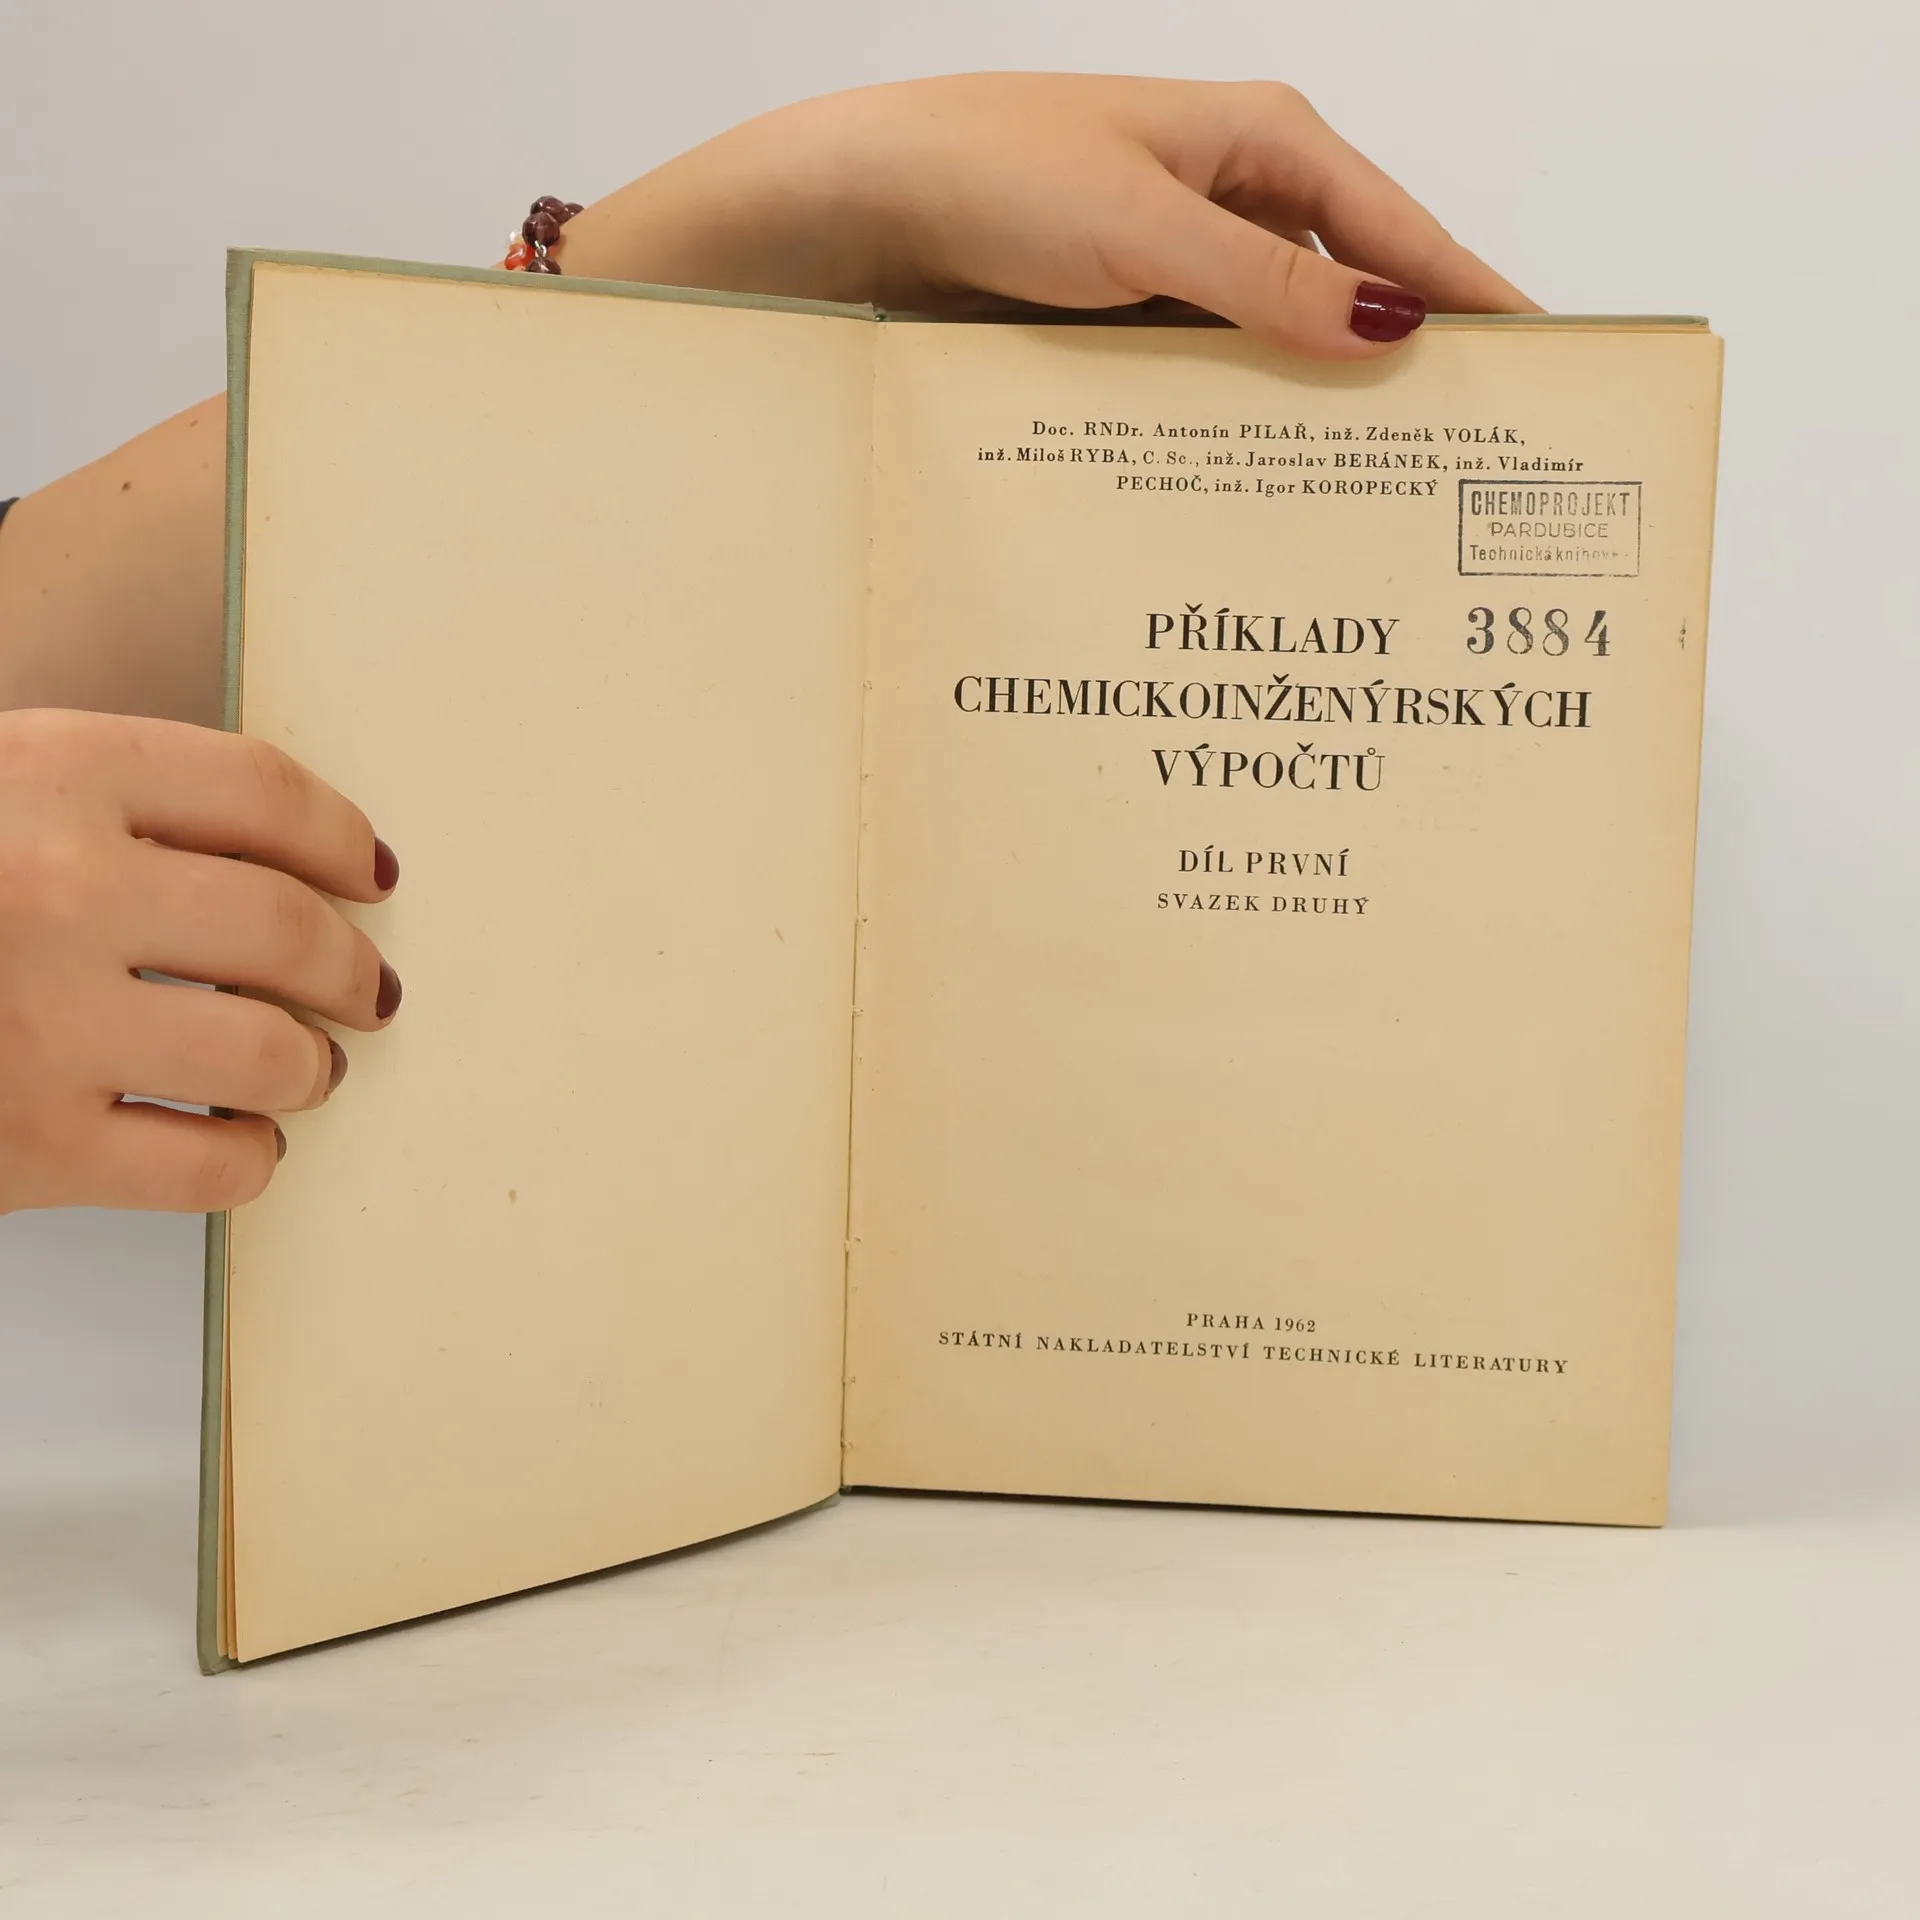 Doc. RNDr. Antonín PILAŘ, inž. Zdeněk VOLÁK,
inž. Miloš RYBA, C. Sc., inž. Jaroslav BERÁNEK, inž. Vladimír
PECHOČ, inž. Igor KOROPECKÝ
CHEMOPROJEKT
PARDUBICE
Technická
PŘÍKLADY 3884
CHEMICKOINŽENÝRSKÝCH
VÝPOČTŮ
DÍL PRVNÍ
SVAZEK DRUHÝ
PRAHA 1962
STÁTNÍ NAKLADATELSTVÍ TECHNICKÉ LITERATURY